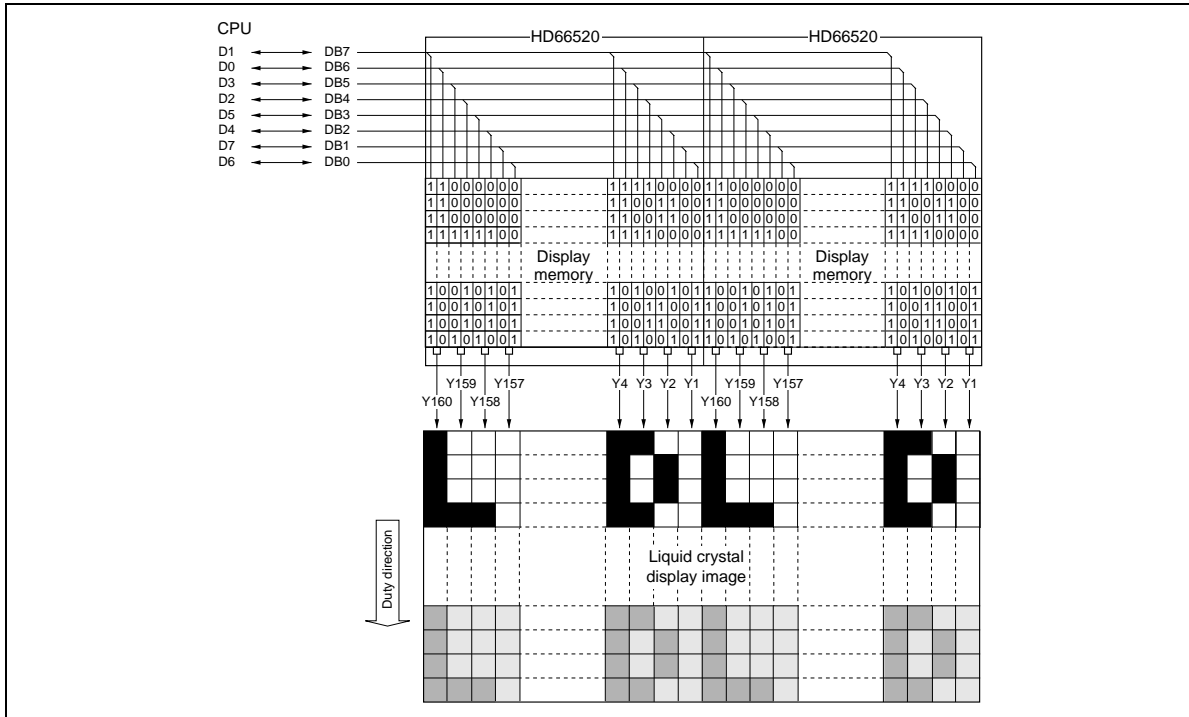 CPU
HD66520 HD66520
D1 DB7
D0 DB6
D3 DB5
D2 DB4
D5 DB3
D4 DB2
D7 DB1
D6 DB0
1 1 0 0 0 0 0 0 1 1 1 1 0 0 0 0 1 1 0 0 0 0 0 0 1 1 1 1 0 0 0 0
1 1 0 0 0 0 0 0 1 1 0 0 1 1 0 0 1 1 0 0 0 0 0 0 1 1 0 0 1 1 0 0
1 1 0 0 0 0 0 0 1 1 0 0 1 1 0 0 1 1 0 0 0 0 0 0 1 1 0 0 1 1 0 0
1 1 1 1 1 1 0 0 1 1 1 1 0 0 0 0 1 1 1 1 1 1 0 0 1 1 1 1 0 0 0 0
Display memory Display memory
1 0 0 1 0 1 0 1 1 0 1 0 0 1 0 1 1 0 0 1 0 1 0 1 1 0 1 0 0 1 0 1
1 0 0 1 0 1 0 1 1 0 0 1 1 0 0 1 1 0 0 1 0 1 0 1 1 0 0 1 1 0 0 1
1 0 0 1 0 1 0 1 1 0 0 1 1 0 0 1 1 0 0 1 0 1 0 1 1 0 0 1 1 0 0 1
1 0 1 0 1 0 0 1 1 0 1 0 0 1 0 1 1 0 1 0 1 0 0 1 1 0 1 0 0 1 0 1
Y159 Y157 Y4 Y3 Y2 Y1 Y159 Y157 Y4 Y3 Y2 Y1
Y160 Y158 Y160 Y158
Duty direction
Liquid crystal
display image